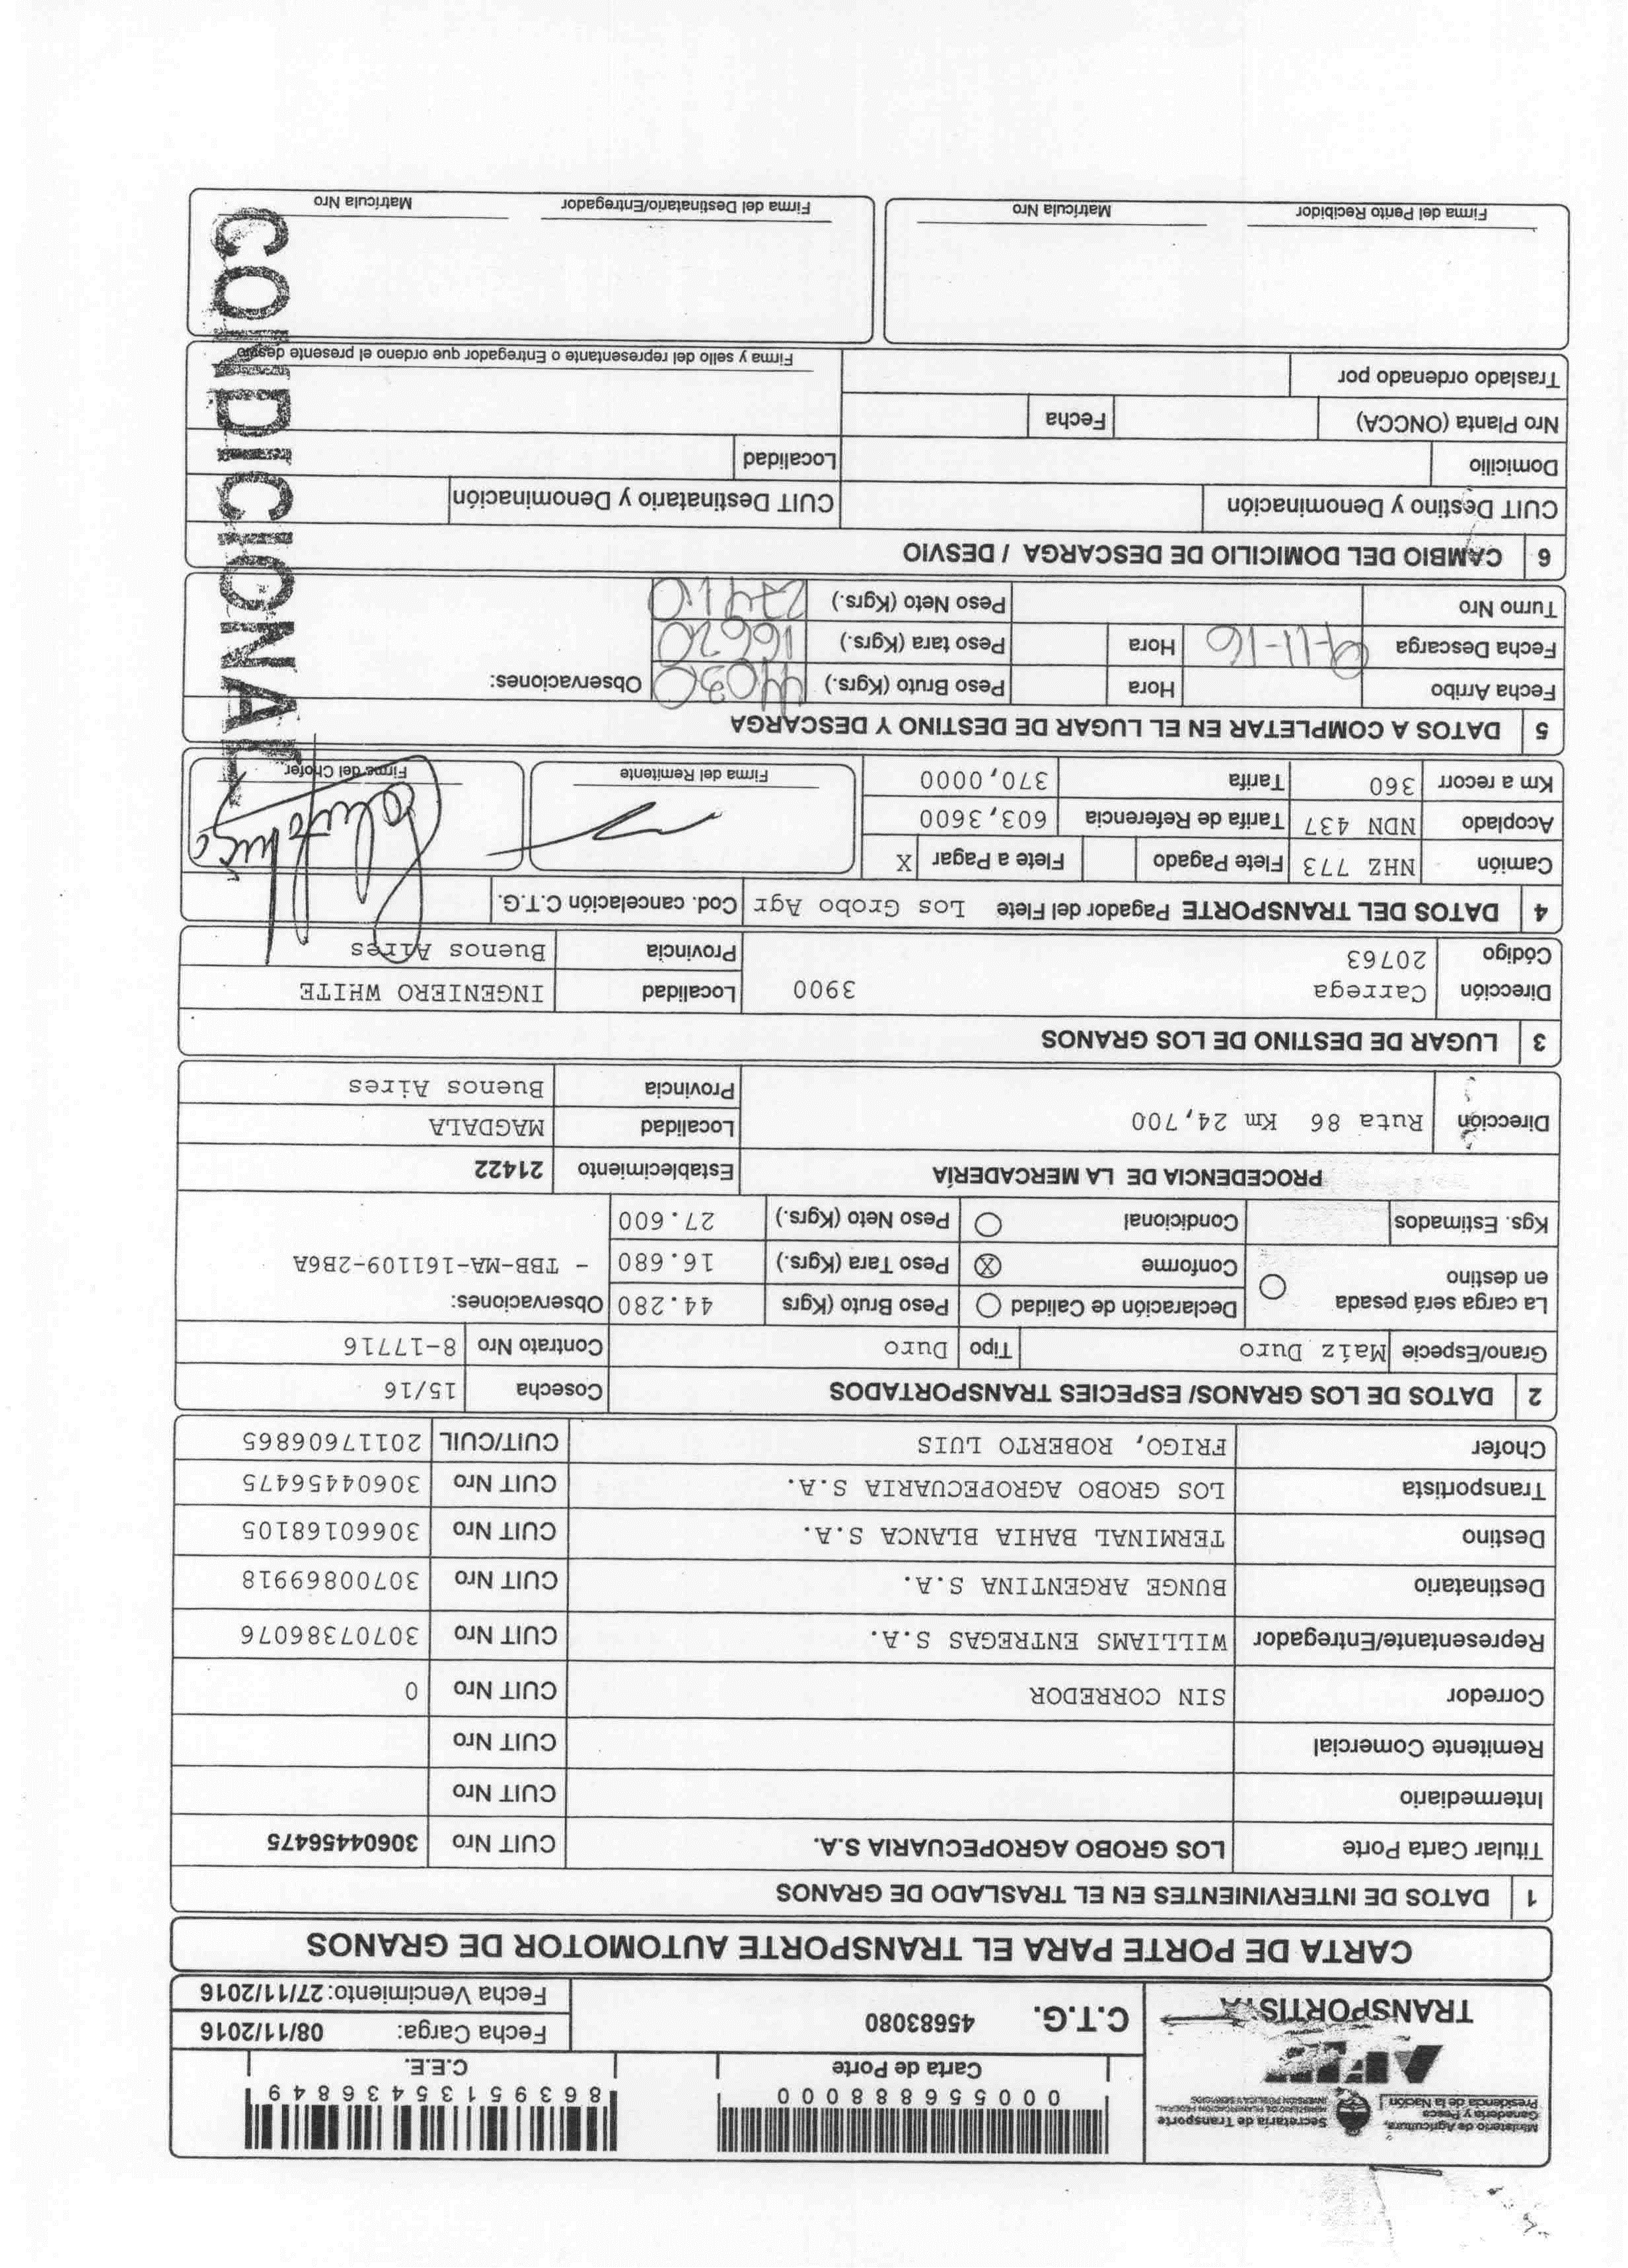 Ministerio de Agricultura,
Ganadería y Pesca
Presidencia de la Nación
Secretaría de Transporte
MINISTERIO DE PLANIFICACION FEDERAL,
INVERSION PUBLICA Y SERVICIOS
AFIP
TRANSPORTISTA
0 0 0 5 5 6 8 8 8 0 0 0
Carta de Porte
8 6 3 9 5 1 3 5 4 3 6 8 4 9
C.E.E.
C.T.G. 45683080
Fecha Carga: 08/11/2016
Fecha Vencimiento: 27/11/2016
CARTA DE PORTE PARA EL TRANSPORTE AUTOMOTOR DE GRANOS
1 DATOS DE INTERVINIENTES EN EL TRASLADO DE GRANOS
Titular Carta Porte LOS GROBO AGROPECUARIA S.A. CUIT Nro 30604456475
Intermediario CUIT Nro
Remitente Comercial CUIT Nro
Corredor SIN CORREDOR CUIT Nro 0
Representante/Entregador WILLIAMS ENTREGAS S.A. CUIT Nro 30707386076
Destinatario BUNGE ARGENTINA S.A. CUIT Nro 30700869918
Destino TERMINAL BAHIA BLANCA S.A. CUIT Nro 30660168105
Transportista LOS GROBO AGROPECUARIA S.A. CUIT Nro 30604456475
Chofer FRIGO, ROBERTO LUIS CUIT/CUIL 20117606865
2 DATOS DE LOS GRANOS/ ESPECIES TRANSPORTADOS Cosecha 15/16
Grano/Especie Maíz Duro Tipo Duro Contrato Nro 8-17716
La carga será pesada en destino Declaración de Calidad Peso Bruto (Kgrs 44.280 Observaciones:
Conforme X Peso Tara (Kgrs.) 16.680 - TBB-MA-161109-2B6A
Kgs. Estimados Condicional Peso Neto (Kgrs.) 27.600
PROCEDENCIA DE LA MERCADERÍA Establecimiento 21422
Dirección Ruta 86 Km 24,700 Localidad MAGDALA
Provincia Buenos Aires
3 LUGAR DE DESTINO DE LOS GRANOS
Dirección Carrega 3900 Localidad INGENIERO WHITE
Código 20763 Provincia Buenos Aires
4 DATOS DEL TRANSPORTE Pagador del Flete Los Grobo Agr Cod. cancelación C.T.G.
Camión NHZ 773 Flete Pagado Flete a Pagar X
Acoplado NDN 437 Tarifa de Referencia 603,3600
Km a recorr 360 Tarifa 370,0000 Firma del Remitente Firma del Chofer
5 DATOS A COMPLETAR EN EL LUGAR DE DESTINO Y DESCARGA
Fecha Arribo Hora Peso Bruto (Kgrs.) 44030 Observaciones:
Fecha Descarga 9-11-16 Hora Peso tara (Kgrs.) 16620
Turno Nro Peso Neto (Kgrs.) 27410
6 CAMBIO DEL DOMICILIO DE DESCARGA / DESVIO
CUIT Destino y Denominación CUIT Destinatario y Denominación
Domicilio Localidad
Nro Planta (ONCCA) Fecha
Traslado ordenado por Firma y sello del representante o Entregador que ordeno el presente desvio
Firma del Perito Recibidor Matrícula Nro Firma del Destinatario/Entregador Matrícula Nro
CONDICIONAL